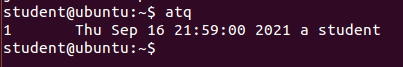 student@ubuntu:~$ atq
1       Thu Sep 16 21:59:00 2021 a student
student@ubuntu:~$